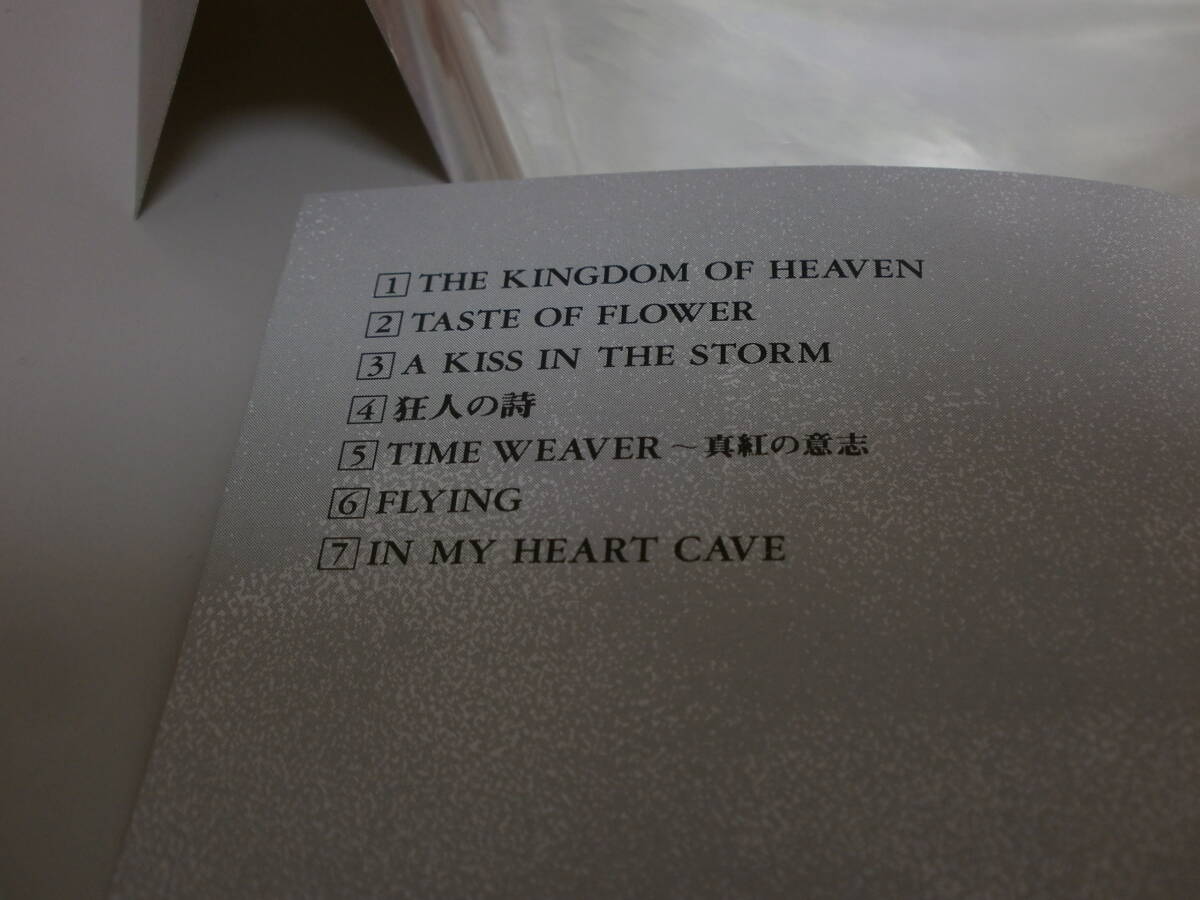 1 THE KINGDOM OF HEAVEN
2 TASTE OF FLOWER
3 A KISS IN THE STORM
4 狂人の詩
5 TIME WEAVER ～真紅の意志
6 FLYING
7 IN MY HEART CAVE